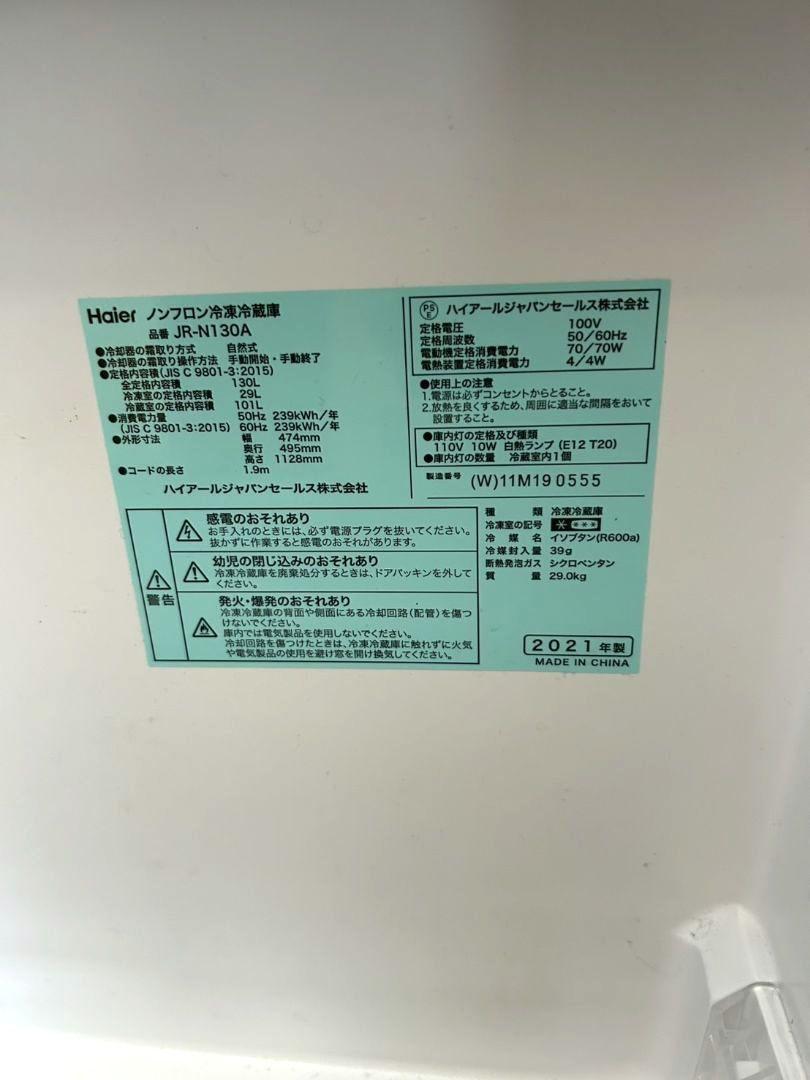 Haier ノンフロン冷凍冷蔵庫
品番 JR-N130A
●冷却器の霜取り方式 自然式
●冷却器の霜取り操作方法 手動開始・手動終了
●定格内容積(JIS C 9801-3:2015)
全定格内容積 130L
冷凍室の定格内容積 29L
冷蔵室の定格内容積 101L
●消費電力量 50Hz 239kWh/年
(JIS C 9801-3:2015) 60Hz 239kWh/年
●外形寸法 幅 474mm
奥行 495mm
高さ 1128mm
●コードの長さ 1.9m
ハイアールジャパンセールス株式会社
PS E ハイアールジャパンセールス株式会社
定格電圧 100V
定格周波数 50/60Hz
電動機定格消費電力 70/70W
電熱装置定格消費電力 4/4W
●使用上の注意
1.電源は必ずコンセントからとること。
2.放熱を良くするため、周囲に適当な間隔をおいて
設置すること。
●庫内灯の定格及び種類
110V 10W 白熱ランプ (E12 T20)
●庫内灯の数量 冷蔵室内1個
製造番号 (W)11M19 0555
警告
感電のおそれあり
お手入れのときには、必ず電源プラグを抜いてください。
抜かずに作業すると感電のおそれがあります。
幼児の閉じ込みのおそれあり
冷凍冷蔵庫を廃棄処分するときは、ドアパッキンを外して
ください。
発火・爆発のおそれあり
冷凍冷蔵庫の背面や側面にある冷却回路(配管)を傷つ
けないでください。
庫内では電気製品を使用しないでください。
冷却回路を傷つけたときは、冷凍冷蔵庫に触れずに火気
や電気製品の使用を避け窓を開け換気してください。
種類 冷凍冷蔵庫
冷凍室の記号 * ***
冷媒名 イソブタン(R600a)
冷媒封入量 39g
断熱発泡ガス シクロペンタン
質量 29.0kg
2021年製
MADE IN CHINA